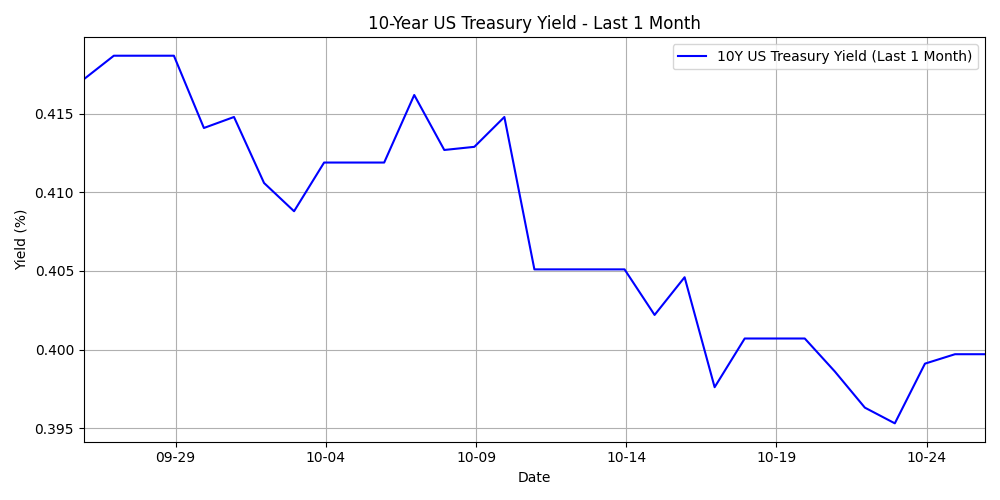 10-Year US Treasury Yield - Last 1 Month
10Y US Treasury Yield (Last 1 Month)
Yield (%)
0.415
0.410
0.405
0.400
0.395
09-29
10-04
10-09
10-14
10-19
10-24
Date